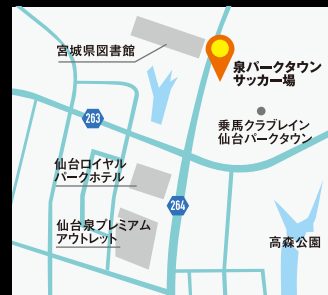 宮城県図書館
泉パークタウン
サッカー場
263
乗馬クラブクレイン
仙台パークタウン
仙台ロイヤル
パークホテル
264
仙台泉プレミアム
アウトレット
高森公園